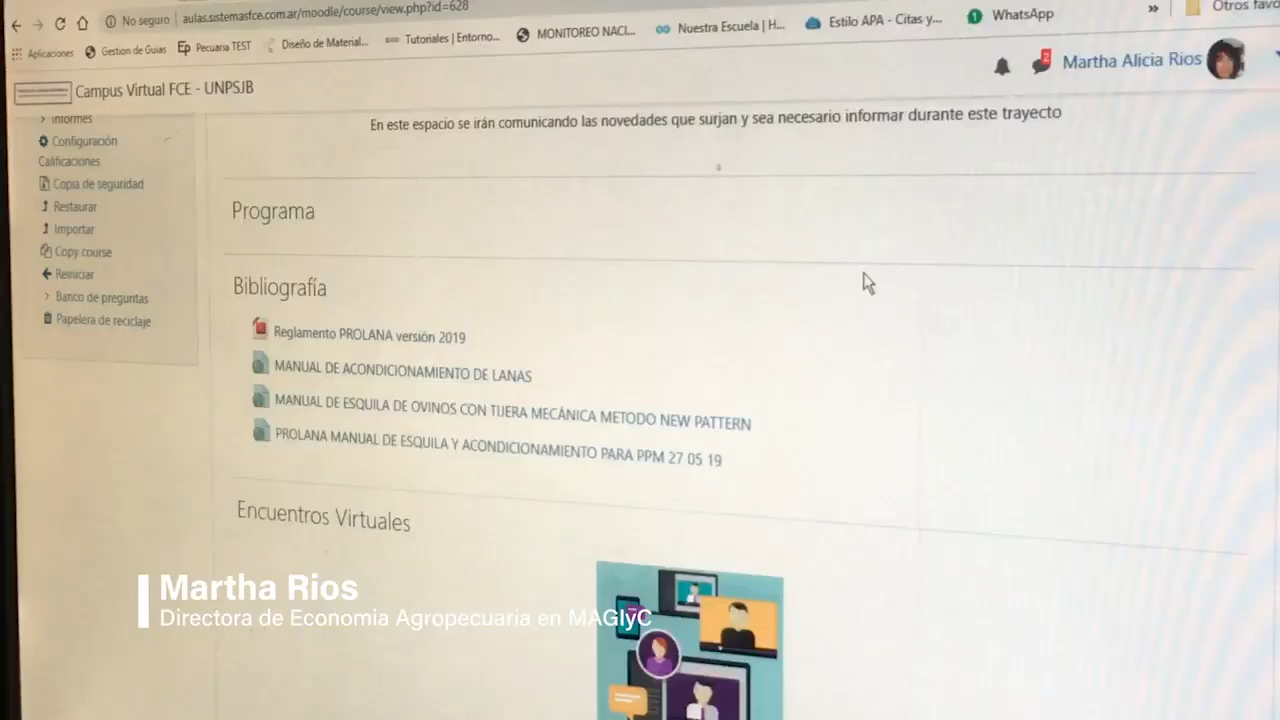 No seguro aulas.sistemasfce.com.ar/moodle/course/view.php?id=628
Aplicaciones Gestion de Guias Ep Pecuaria TEST Diseño de Material... Tutoriales | Entorno... MONITOREO NACI... Nuestra Escuela | H... Estilo APA - Citas y... 1 WhatsApp » Otros favo
Campus Virtual FCE - UNPSJB
2 Martha Alicia Rios
Informes
Configuración
Calificaciones
Copia de seguridad
Restaurar
Importar
Copy course
Reiniciar
Banco de preguntas
Papelera de reciclaje
En este espacio se irán comunicando las novedades que surjan y sea necesario informar durante este trayecto
Programa
Bibliografía
Reglamento PROLANA versión 2019
MANUAL DE ACONDICIONAMIENTO DE LANAS
MANUAL DE ESQUILA DE OVINOS CON TIJERA MECÁNICA METODO NEW PATTERN
PROLANA MANUAL DE ESQUILA Y ACONDICIONAMIENTO PARA PPM 27 05 19
Encuentros Virtuales
Martha Rios
Directora de Economia Agropecuaria en MAGIyC